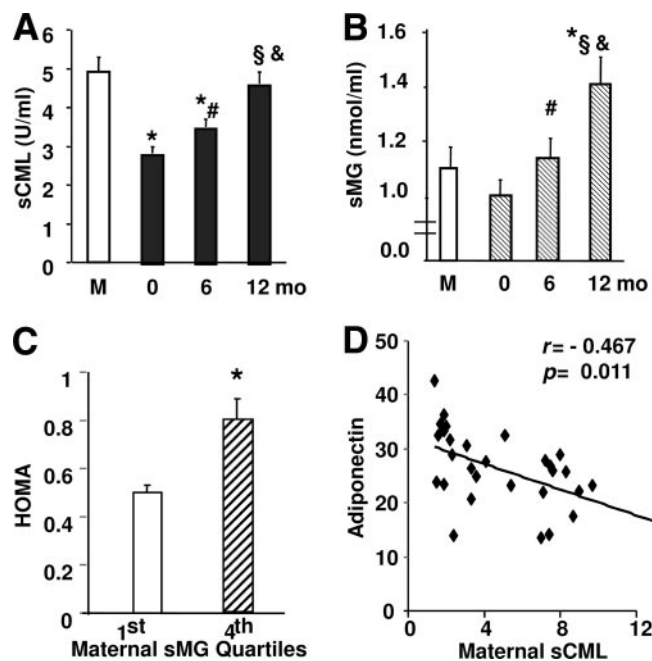 A
sCML (U/ml)
6
5
4
3
2
1
0
*
*#
§ &
M 0 6 12 mo
B
sMG (nmol/ml)
1.6
1.4
1.2
1.0
0.0
#
* § &
M 0 6 12 mo
C
HOMA
1
0.8
0.6
0.4
0.2
0
*
1st 4th
Maternal sMG Quartiles
D
Adiponectin
50
40
30
20
10
0
r= - 0.467
p= 0.011
0 4 8 12
Maternal sCML